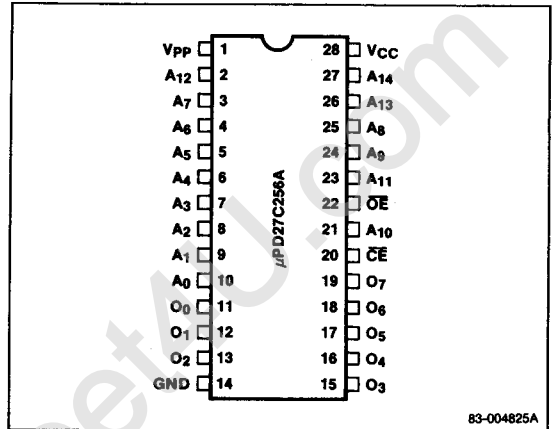 VPP 1 28 VCC
A12 2 27 A14
A7 3 26 A13
A6 4 25 A8
A5 5 24 A9
A4 6 23 A11
A3 7 22 OE
A2 8 21 A10
A1 9 20 CE
A0 10 19 O7
O0 11 18 O6
O1 12 17 O5
O2 13 16 O4
GND 14 15 O3
µPD27C256A
83-004825A
eet4U.com